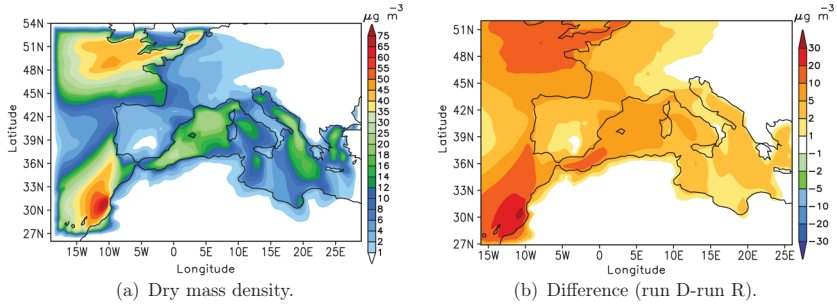 μg m⁻³
54N
51N
48N
45N
42N
39N
36N
33N
30N
27N
Latitude
15W 10W 5W 0 5E 10E 15E 20E 25E
Longitude
75
65
60
55
50
45
40
35
30
25
20
18
16
14
12
10
8
6
4
2
1
(a) Dry mass density.
μg m⁻³
51N
48N
45N
42N
39N
36N
33N
30N
27N
Latitude
15W 10W 5W 0 5E 10E 15E 20E 25E
Longitude
30
20
10
5
2
1
−1
−2
−5
−10
−20
−30
(b) Difference (run D-run R).